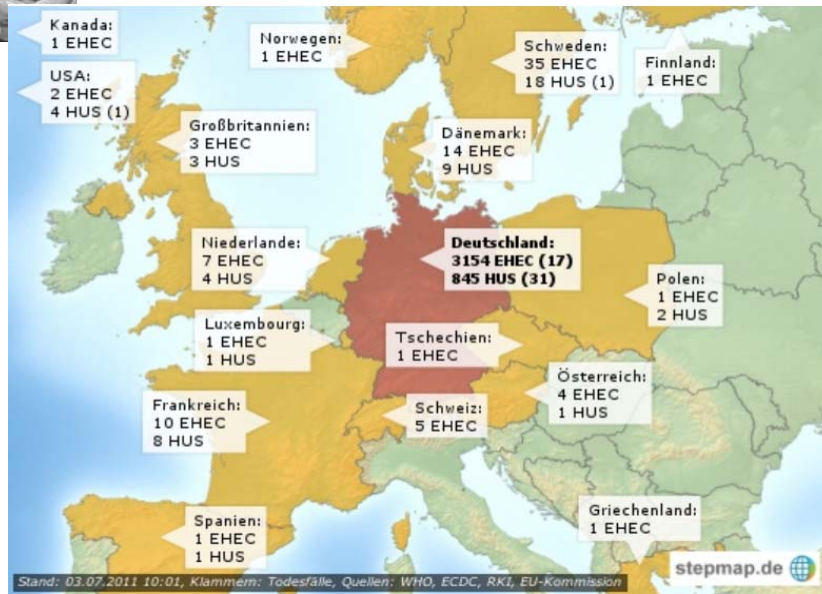 Kanada:
1 EHEC
USA:
2 EHEC
4 HUS (1)
Norwegen:
1 EHEC
Schweden:
35 EHEC
18 HUS (1)
Finnland:
1 EHEC
Großbritannien:
3 EHEC
3 HUS
Dänemark:
14 EHEC
9 HUS
Niederlande:
7 EHEC
4 HUS
Deutschland:
3154 EHEC (17)
845 HUS (31)
Polen:
1 EHEC
2 HUS
Luxembourg:
1 EHEC
1 HUS
Tschechien:
1 EHEC
Österreich:
4 EHEC
1 HUS
Frankreich:
10 EHEC
8 HUS
Schweiz:
5 EHEC
Spanien:
1 EHEC
1 HUS
Griechenland:
1 EHEC
stepmap.de
Stand: 03.07.2011 10:01, Klammern: Todesfälle, Quellen: WHO, ECDC, RKI, EU-Kommission